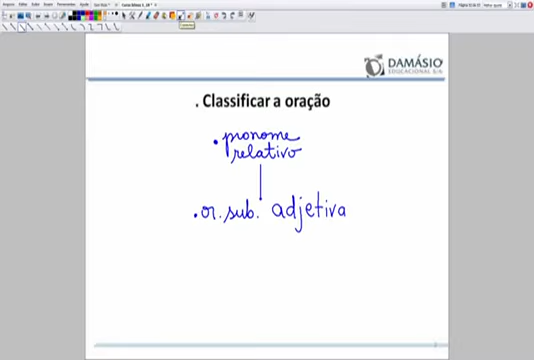 DAMÁSIO
EDUCACIONAL S/A
. Classificar a oração
• pronome
relativo
• or. sub. adjetiva